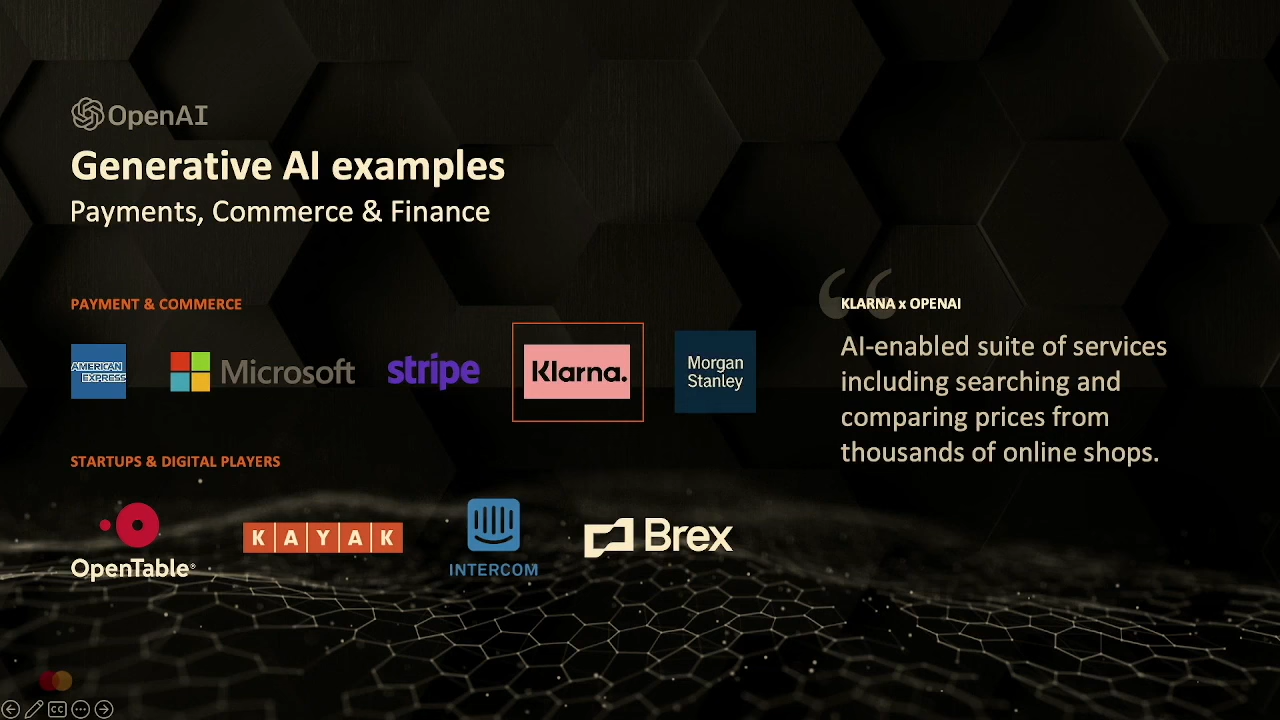 OpenAI
Generative AI examples
Payments, Commerce & Finance
PAYMENT & COMMERCE
AMERICAN
EXPRESS
Microsoft
stripe
Klarna.
Morgan
Stanley
KLARNA x OPENAI
AI-enabled suite of services
including searching and
comparing prices from
thousands of online shops.
STARTUPS & DIGITAL PLAYERS
OpenTable®
KAYAK
INTERCOM
Brex
CC